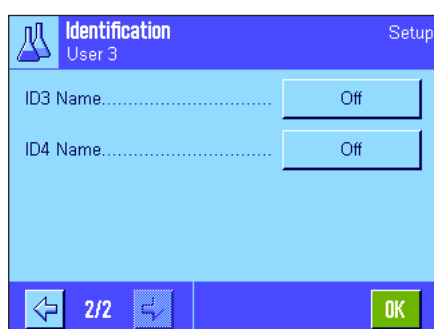 Identification Setup
User 3
ID3 Name.............................. Off
ID4 Name.............................. Off
2/2 OK